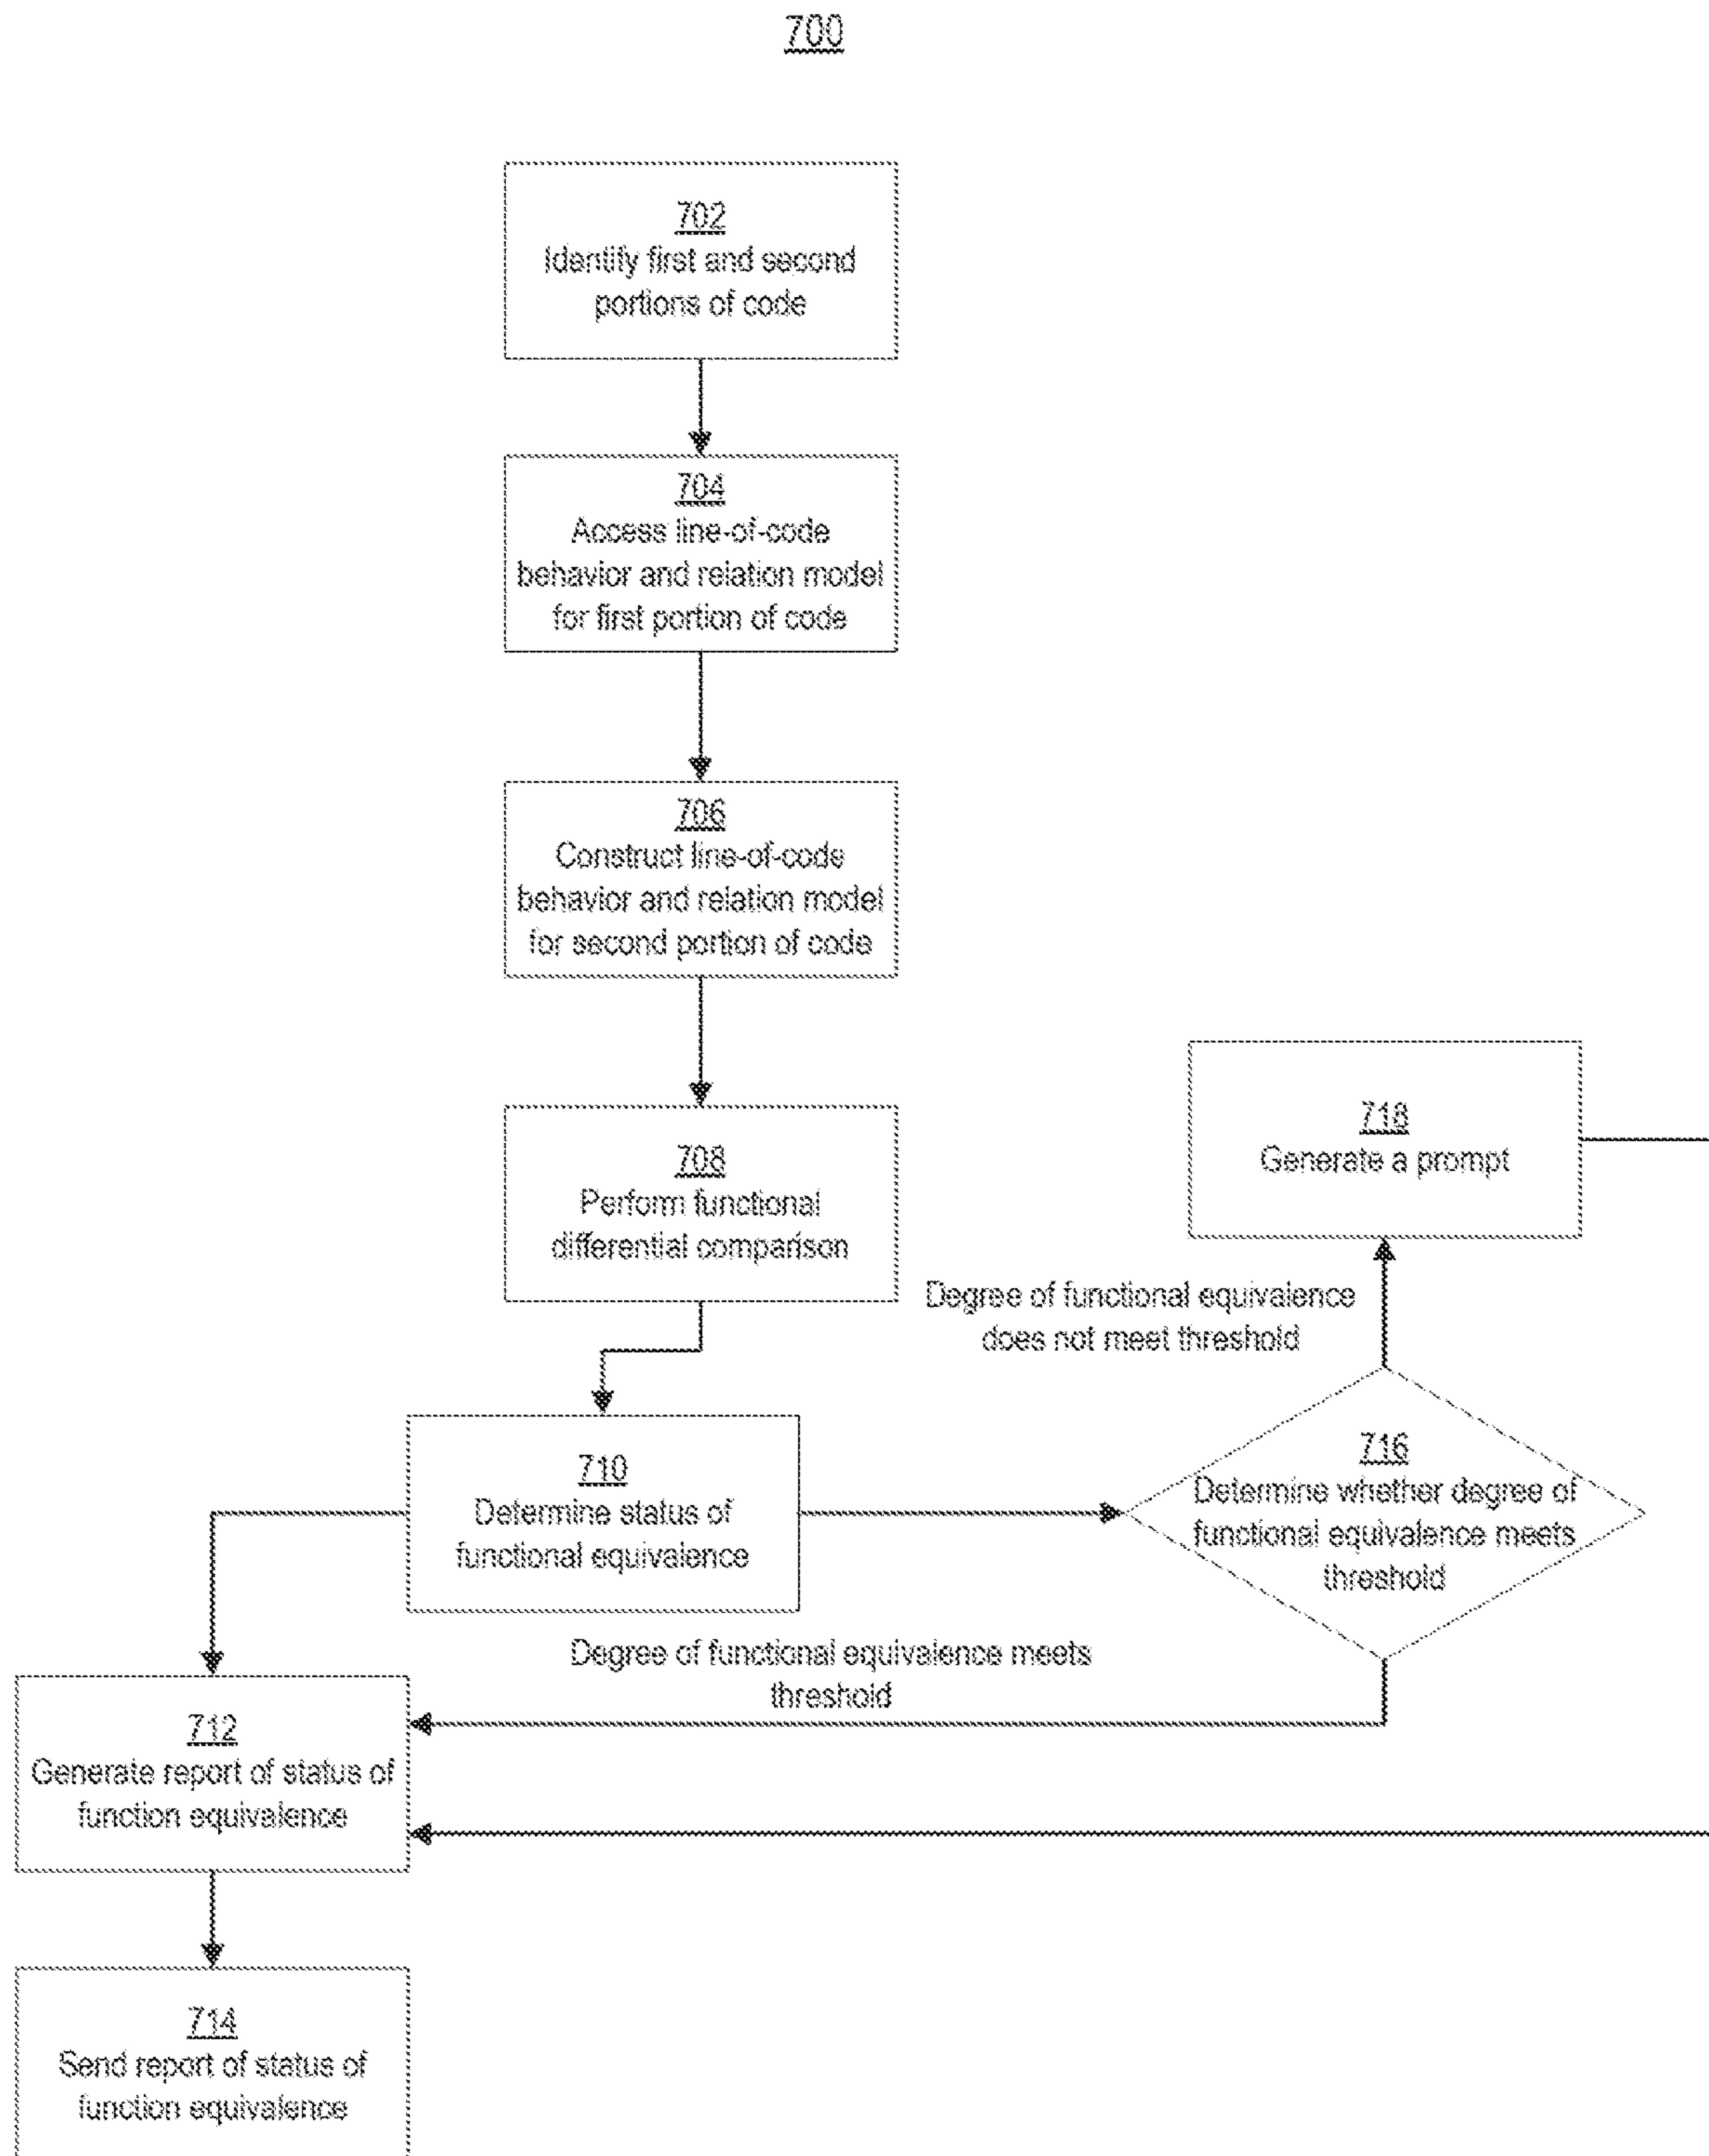 700
702
Identify first and second
portions of code
704
Access line-of-code
behavior and relation model
for first portion of code
706
Construct line-of-code
behavior and relation model
for second portion of code
708
Perform functional
differential comparison
718
Generate a prompt
Degree of functional equivalence
does not meet threshold
710
Determine status of
functional equivalence
716
Determine whether degree of
functional equivalence meets
threshold
Degree of functional equivalence meets
threshold
712
Generate report of status of
function equivalence
714
Send report of status of
function equivalence